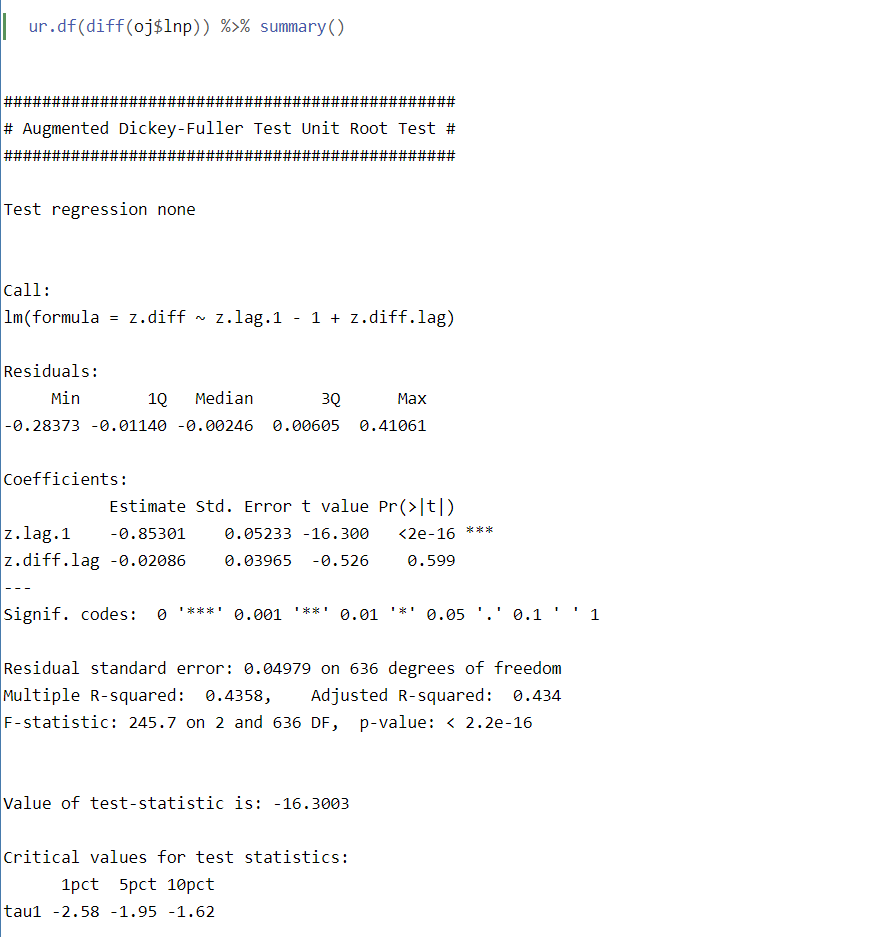 ur.df(diff(oj$lnp)) %>% summary()
###############################################
# Augmented Dickey-Fuller Test Unit Root Test #
###############################################
Test regression none
Call:
lm(formula = z.diff ~ z.lag.1 - 1 + z.diff.lag)
Residuals:
     Min       1Q   Median       3Q      Max
-0.28373 -0.01140 -0.00246  0.00605  0.41061
Coefficients:
           Estimate Std. Error t value Pr(>|t|)
z.lag.1    -0.85301    0.05233 -16.300   <2e-16 ***
z.diff.lag -0.02086    0.03965  -0.526    0.599
---
Signif. codes:  0 '***' 0.001 '**' 0.01 '*' 0.05 '.' 0.1 ' ' 1
Residual standard error: 0.04979 on 636 degrees of freedom
Multiple R-squared:  0.4358,    Adjusted R-squared:  0.434
F-statistic: 245.7 on 2 and 636 DF,  p-value: < 2.2e-16
Value of test-statistic is: -16.3003
Critical values for test statistics:
      1pct  5pct 10pct
tau1 -2.58 -1.95 -1.62